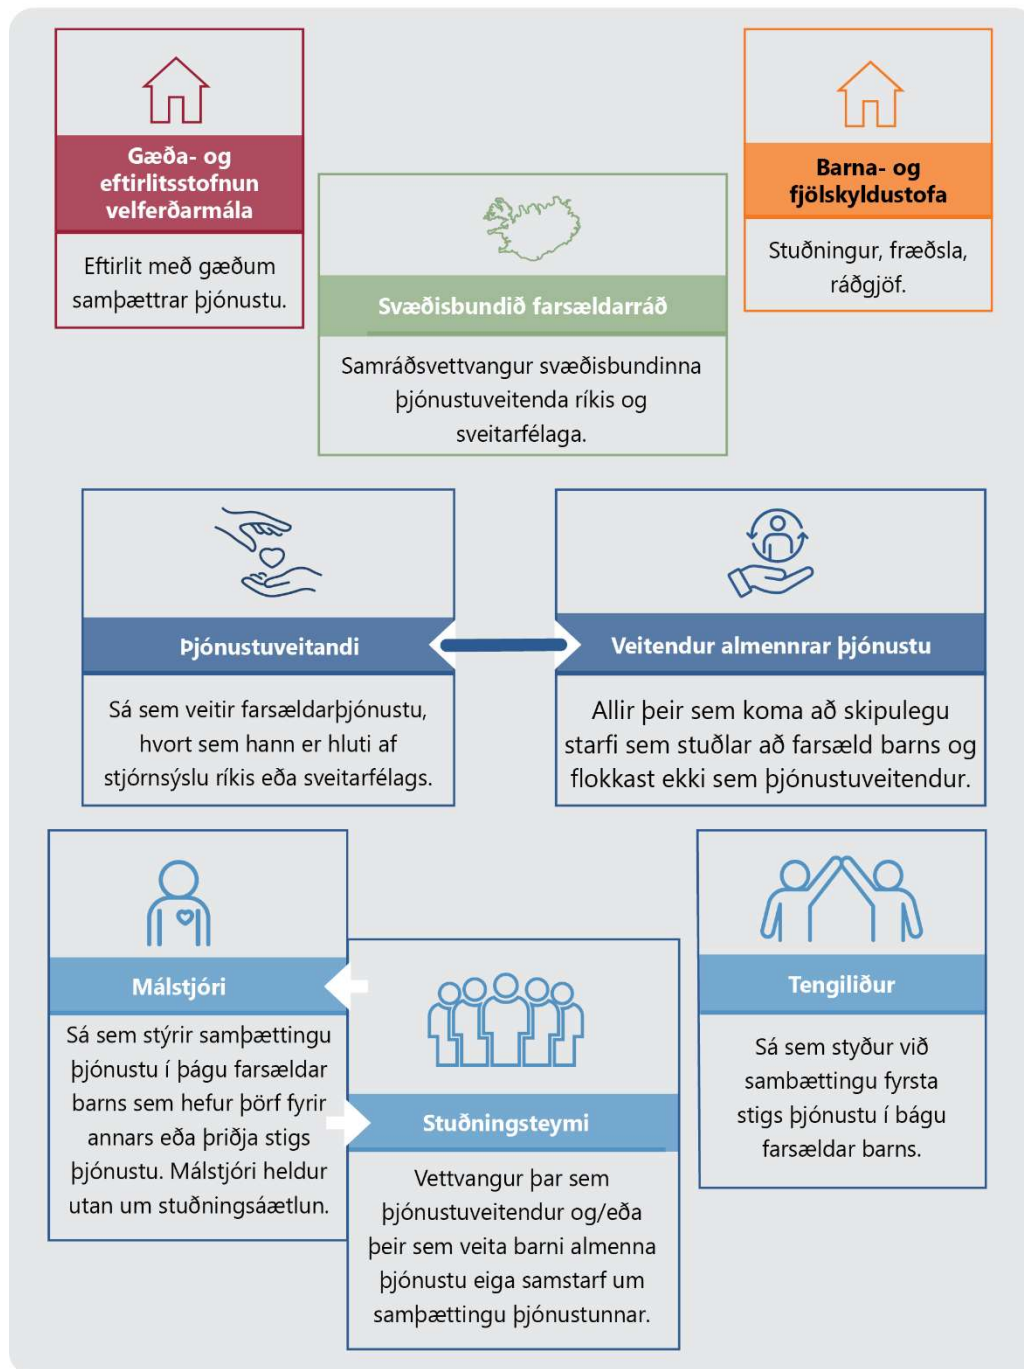 Gæða- og
eftirlitsstofnun
velferðarmála
Eftirlit með gæðum
samþættrar þjónustu.
Barna- og
fjölskyldustofa
Stuðningur, fræðsla,
ráðgjöf.
Svæðisbundið farsældarráð
Samráðsvettvangur svæðisbundinna
þjónustuveitenda ríkis og
sveitarfélaga.
Þjónustuveitandi
Sá sem veitir farsældarþjónustu,
hvort sem hann er hluti af
stjórnsýslu ríkis eða sveitarfélags.
Veitendur almennrar þjónustu
Allir þeir sem koma að skipulegu
starfi sem stuðlar að farsæld barns og
flokkast ekki sem þjónustuveitendur.
Málstjóri
Sá sem stýrir samþættingu
þjónustu í þágu farsældar
barns sem hefur þörf fyrir
annars eða þriðja stigs
þjónustu. Málstjóri heldur
utan um stuðningsáætlun.
Stuðningsteymi
Vettvangur þar sem
þjónustuveitendur og/eða
þeir sem veita barni almenna
þjónustu eiga samstarf um
samþættingu þjónustunnar.
Tengiliður
Sá sem styður við
sambættingu fyrsta
stigs þjónustu í bágu
farsældar barns.